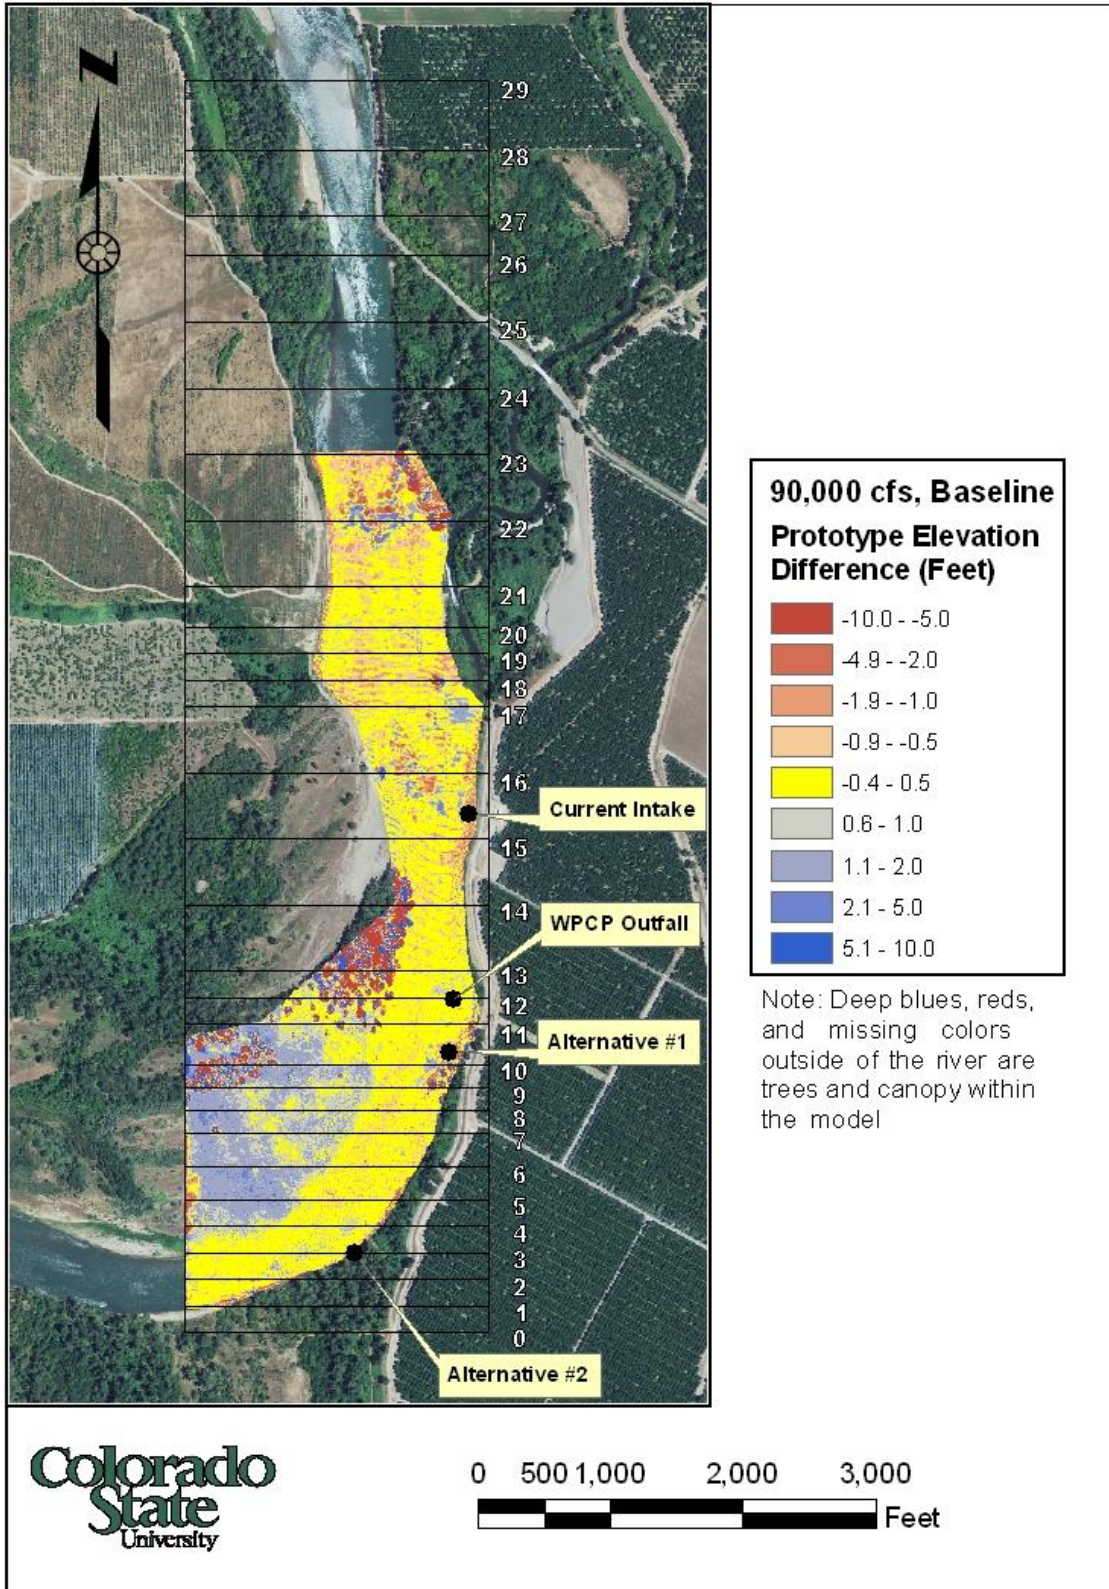 N
29
28
27
26
25
24
23
22
21
20
19
18
17
16
Current Intake
15
14
WPCP Outfall
13
12
11
Alternative #1
10
9
8
7
6
5
4
3
2
1
0
Alternative #2
90,000 cfs, Baseline
Prototype Elevation
Difference (Feet)
-10.0 - -5.0
-4.9 - -2.0
-1.9 - -1.0
-0.9 - -0.5
-0.4 - 0.5
0.6 - 1.0
1.1 - 2.0
2.1 - 5.0
5.1 - 10.0
Note: Deep blues, reds,
and missing colors
outside of the river are
trees and canopy within
the model
Colorado
State
University
0 500 1,000 2,000 3,000
Feet